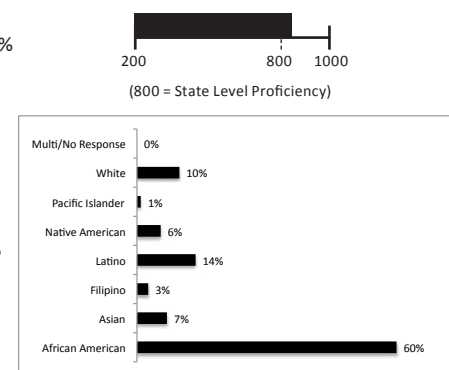 %
200 800 1000
(800 = State Level Proficiency)
Multi/No Response 0%
White 10%
Pacific Islander 1%
Native American 6%
Latino 14%
Filipino 3%
Asian 7%
African American 60%